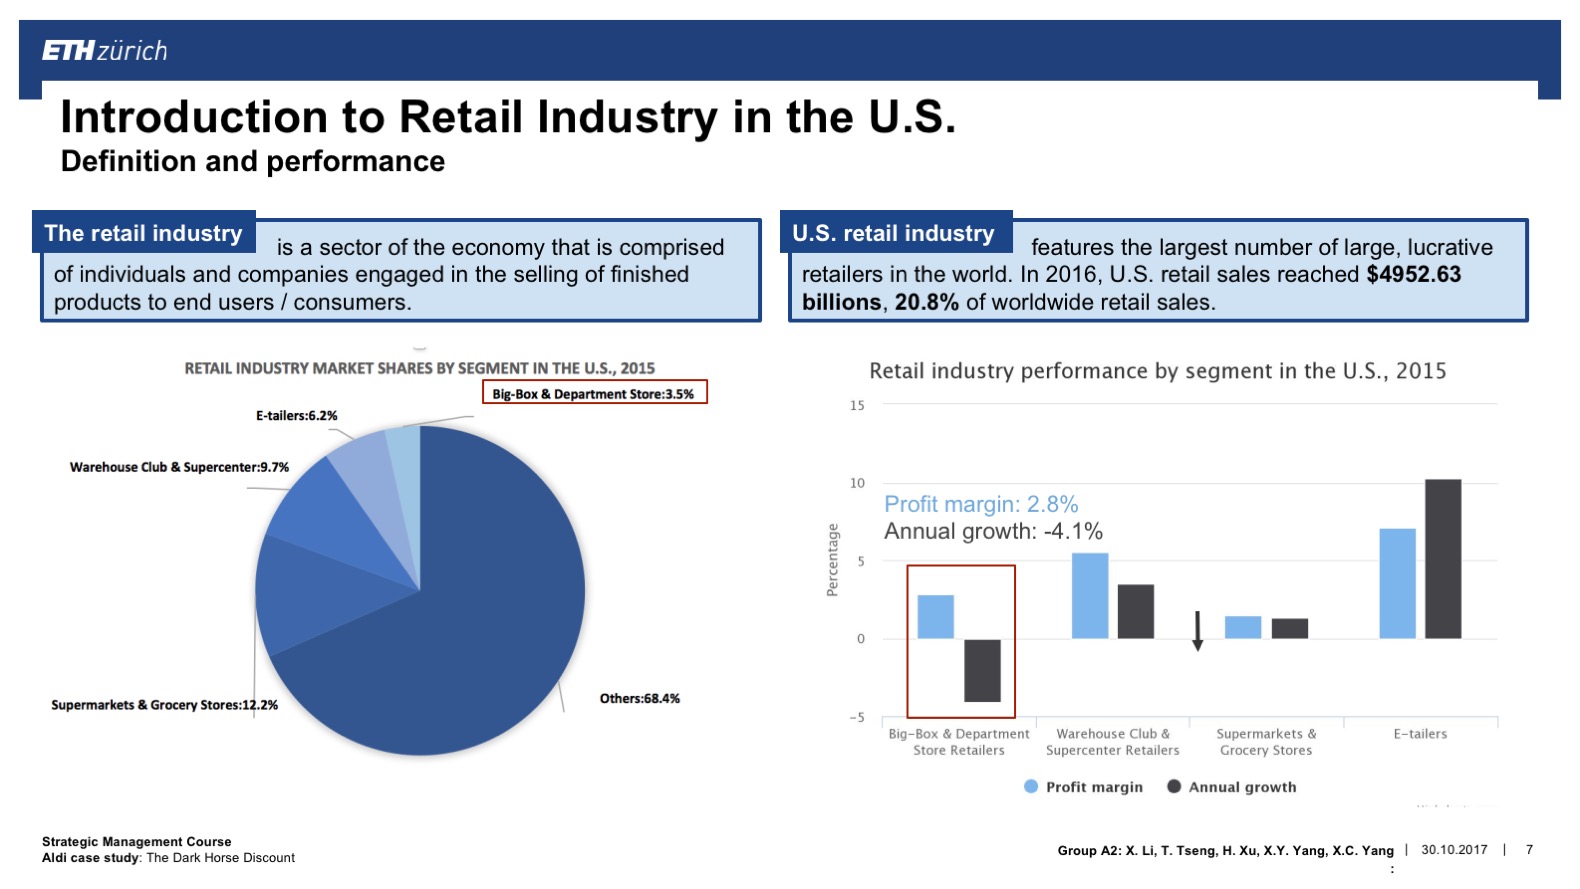 ETH zürich
Introduction to Retail Industry in the U.S.
Definition and performance
The retail industry
is a sector of the economy that is comprised
of individuals and companies engaged in the selling of finished
products to end users / consumers.
U.S. retail industry
features the largest number of large, lucrative
retailers in the world. In 2016, U.S. retail sales reached $4952.63
billions, 20.8% of worldwide retail sales.
RETAIL INDUSTRY MARKET SHARES BY SEGMENT IN THE U.S., 2015
Big-Box & Department Store:3.5%
E-tailers:6.2%
Warehouse Club & Supercenter:9.7%
Supermarkets & Grocery Stores:12.2%
Others:68.4%
Retail industry performance by segment in the U.S., 2015
15
10
Profit margin: 2.8%
Annual growth: -4.1%
Percentage
5
0
-5
Big-Box & Department
Store Retailers
Warehouse Club &
Supercenter Retailers
Supermarkets &
Grocery Stores
E-tailers
Profit margin
Annual growth
Strategic Management Course
Aldi case study: The Dark Horse Discount
Group A2: X. Li, T. Tseng, H. Xu, X.Y. Yang, X.C. Yang | 30.10.2017 | 7
: